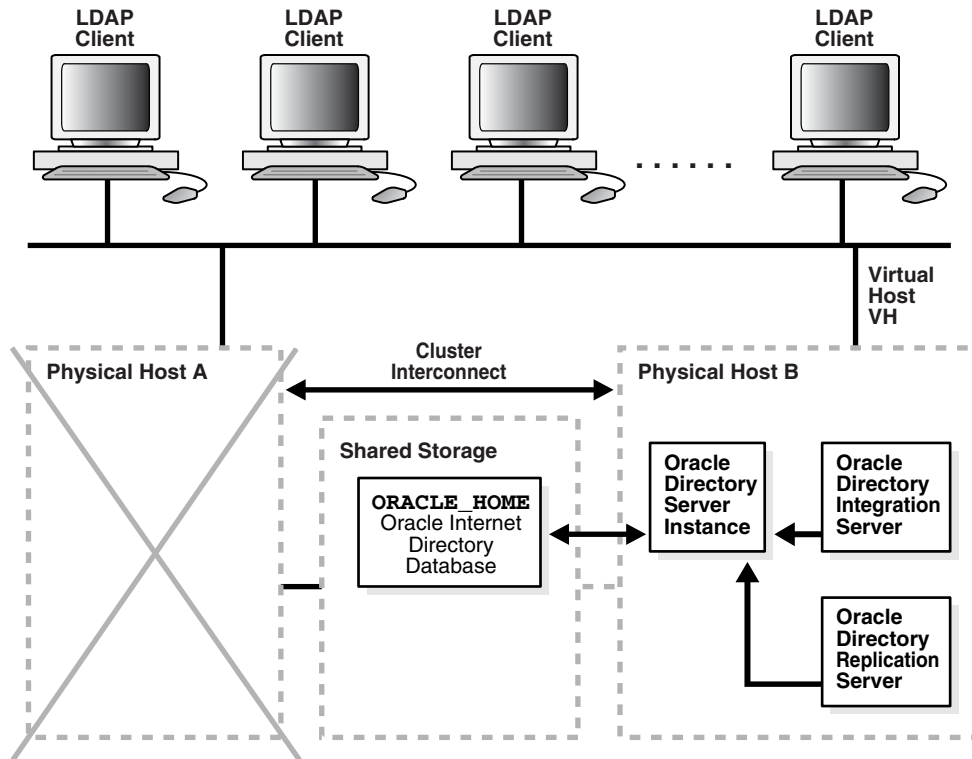 LDAP
Client
LDAP
Client
LDAP
Client
LDAP
Client
. . . . . .
Virtual
Host
VH
Physical Host A
Cluster
Interconnect
Physical Host B
Shared Storage
ORACLE_HOME
Oracle Internet
Directory
Database
Oracle
Directory
Server
Instance
Oracle
Directory
Integration
Server
Oracle
Directory
Replication
Server